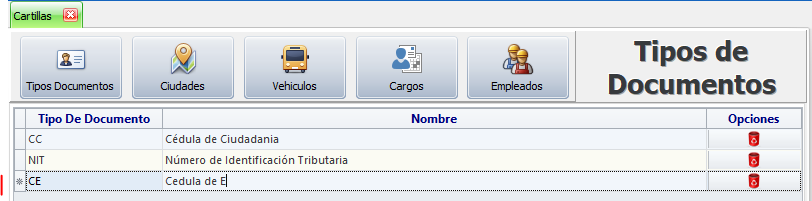 Cartillas
Tipos Documentos
Ciudades
Vehiculos
Cargos
Empleados
Tipos de
Documentos
Tipo De Documento Nombre Opciones
CC Cédula de Ciudadania
NIT Número de Identificación Tributaria
CE Cedula de E